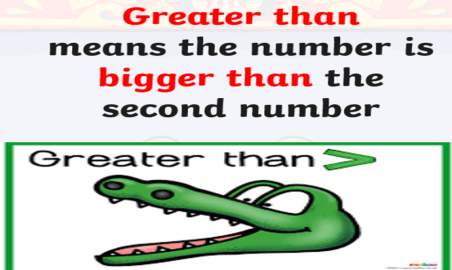 Greater than
means the number is
bigger than the
second number
Greater than >